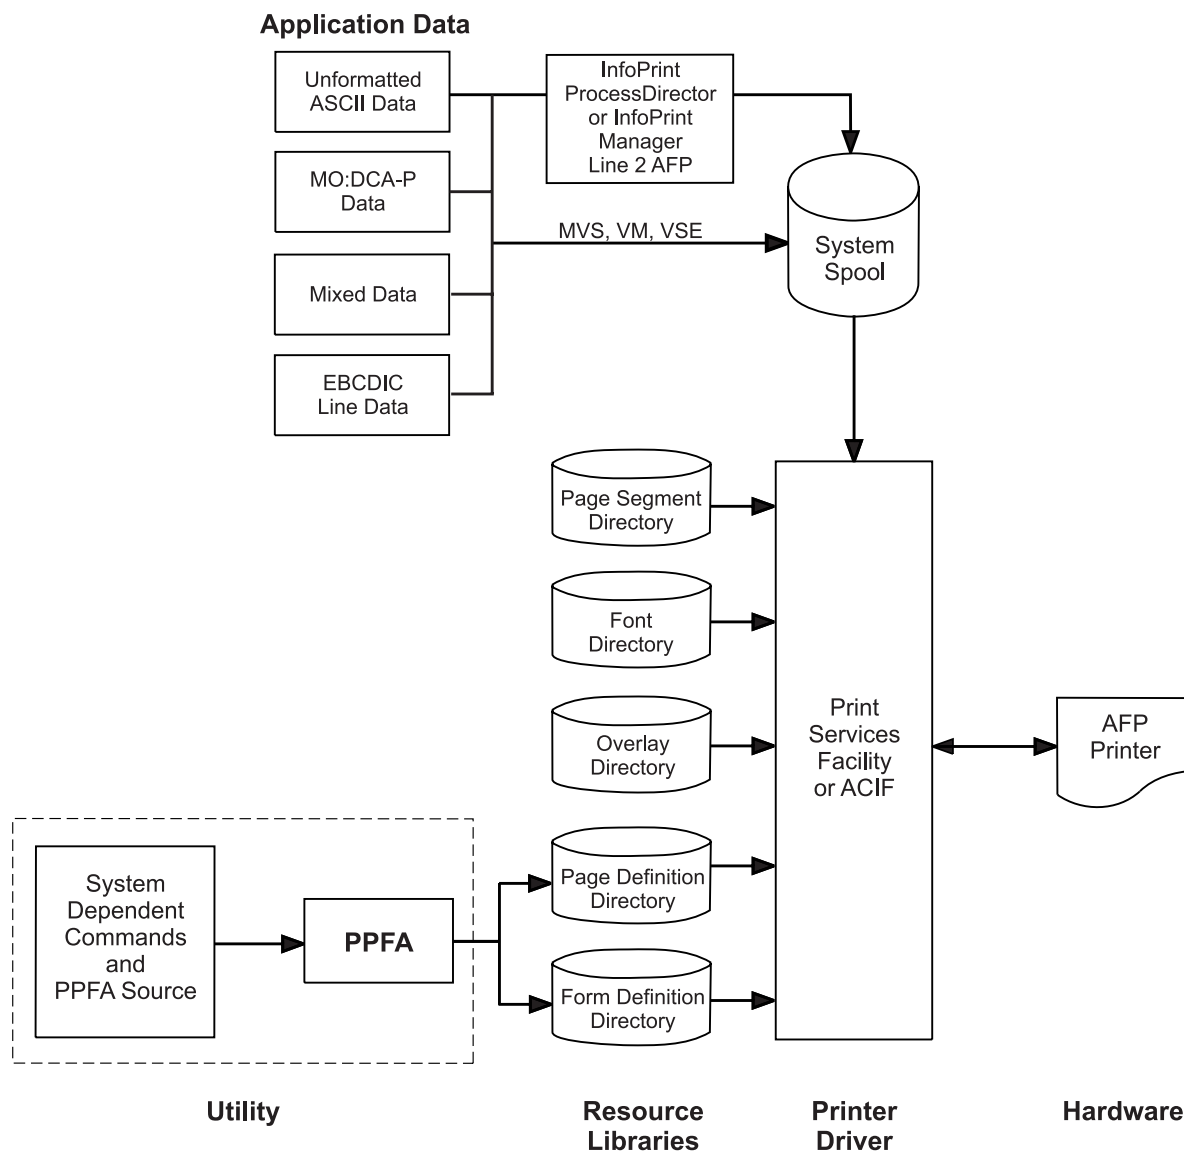 Application Data
Unformatted
ASCII Data
InfoPrint
ProcessDirector
or InfoPrint
Manager
Line 2 AFP
MO:DCA-P
Data
MVS, VM, VSE
System
Spool
Mixed Data
EBCDIC
Line Data
Page Segment
Directory
Font
Directory
Overlay
Directory
Print
Services
Facility
or ACIF
AFP
Printer
System
Dependent
Commands
and
PPFA Source
PPFA
Page Definition
Directory
Form Definition
Directory
Utility
Resource
Libraries
Printer
Driver
Hardware